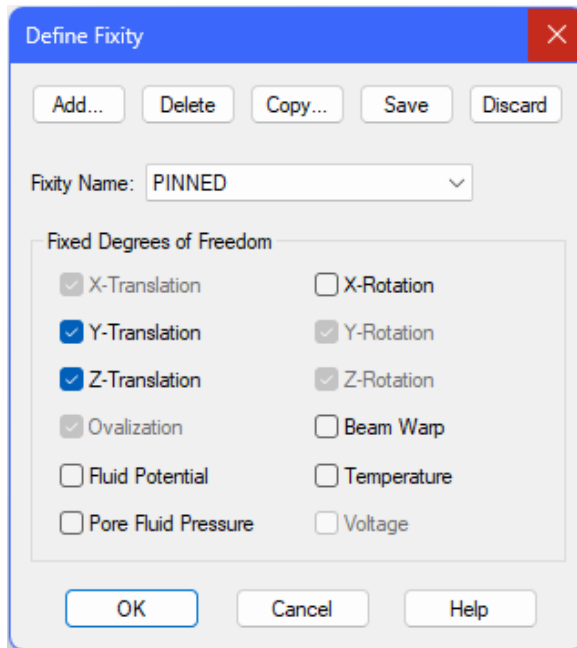 Define Fixity
Add... Delete Copy... Save Discard
Fixity Name: PINNED
Fixed Degrees of Freedom
X-Translation X-Rotation
Y-Translation Y-Rotation
Z-Translation Z-Rotation
Ovalization Beam Warp
Fluid Potential Temperature
Pore Fluid Pressure Voltage
OK Cancel Help